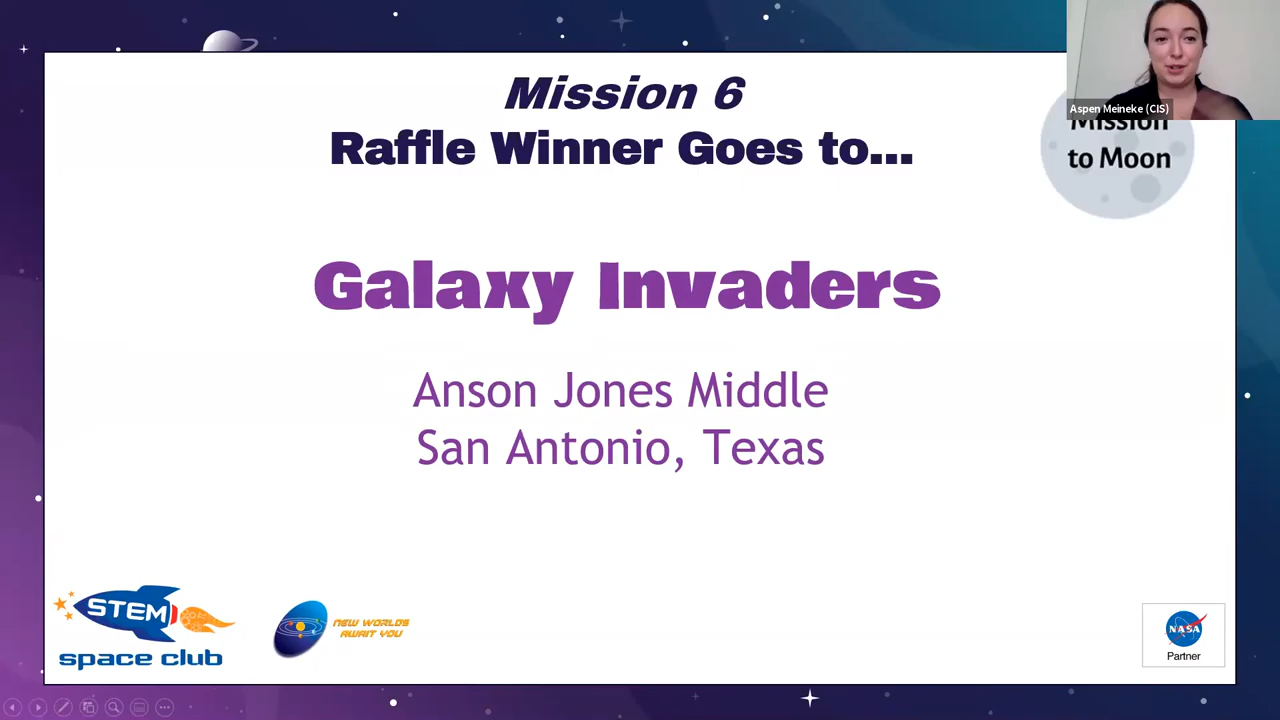 Mission 6
Raffle Winner Goes to...
Aspen Meineke (CIS)
Mission
to Moon
Galaxy Invaders
Anson Jones Middle
San Antonio, Texas
STEM
space club
NEW WORLDS
AWAIT YOU
NASA
Partner